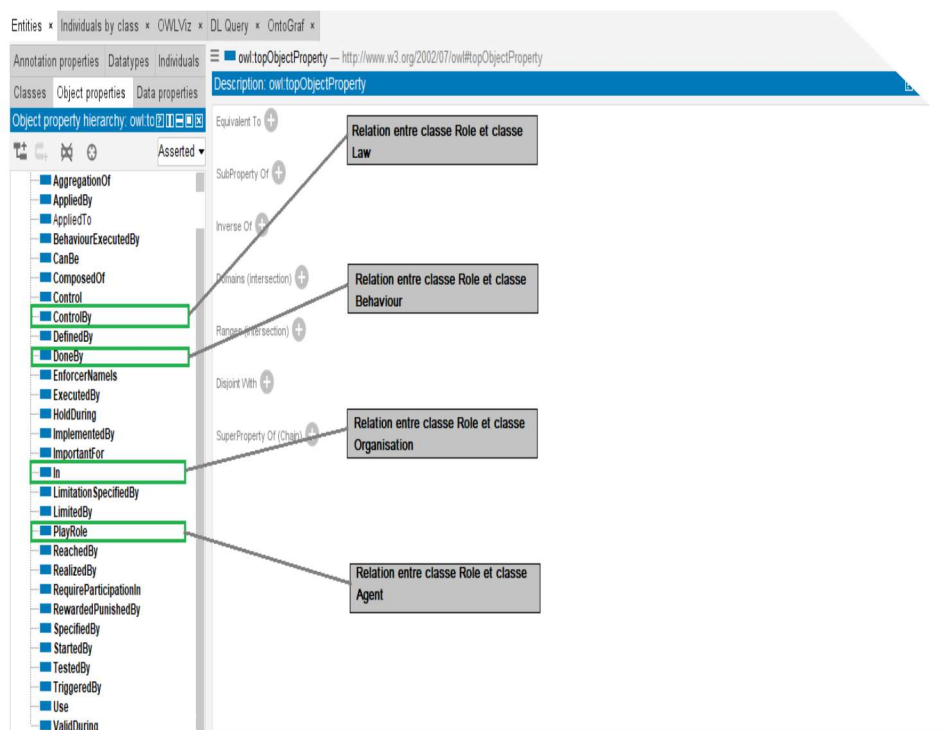 Entities × Individuals by class × OWLViz × DL Query × OntoGraf ×
Annotation properties Datatypes Individuals
Classes Object properties Data properties
Object property hierarchy: owl:to
Asserted
AggregationOf
AppliedBy
AppliedTo
BehaviourExecutedBy
CanBe
ComposedOf
Control
ControlBy
DefinedBy
DoneBy
EnforcerNameIs
ExecutedBy
HoldDuring
ImplementedBy
ImportantFor
In
LimitationSpecifiedBy
LimitedBy
PlayRole
ReachedBy
RealizedBy
RequireParticipationIn
RewardedPunishedBy
SpecifiedBy
StartedBy
TestedBy
TriggeredBy
Use
ValidDuring
owl:topObjectProperty — http://www.w3.org/2002/07/owl#topObjectProperty
Description: owl:topObjectProperty
Equivalent To
SubProperty Of
Inverse Of
Domains (intersection)
Ranges (intersection)
Disjoint With
SuperProperty Of (Chain)
Relation entre classe Role et classe
Law
Relation entre classe Role et classe
Behaviour
Relation entre classe Role et classe
Organisation
Relation entre classe Role et classe
Agent